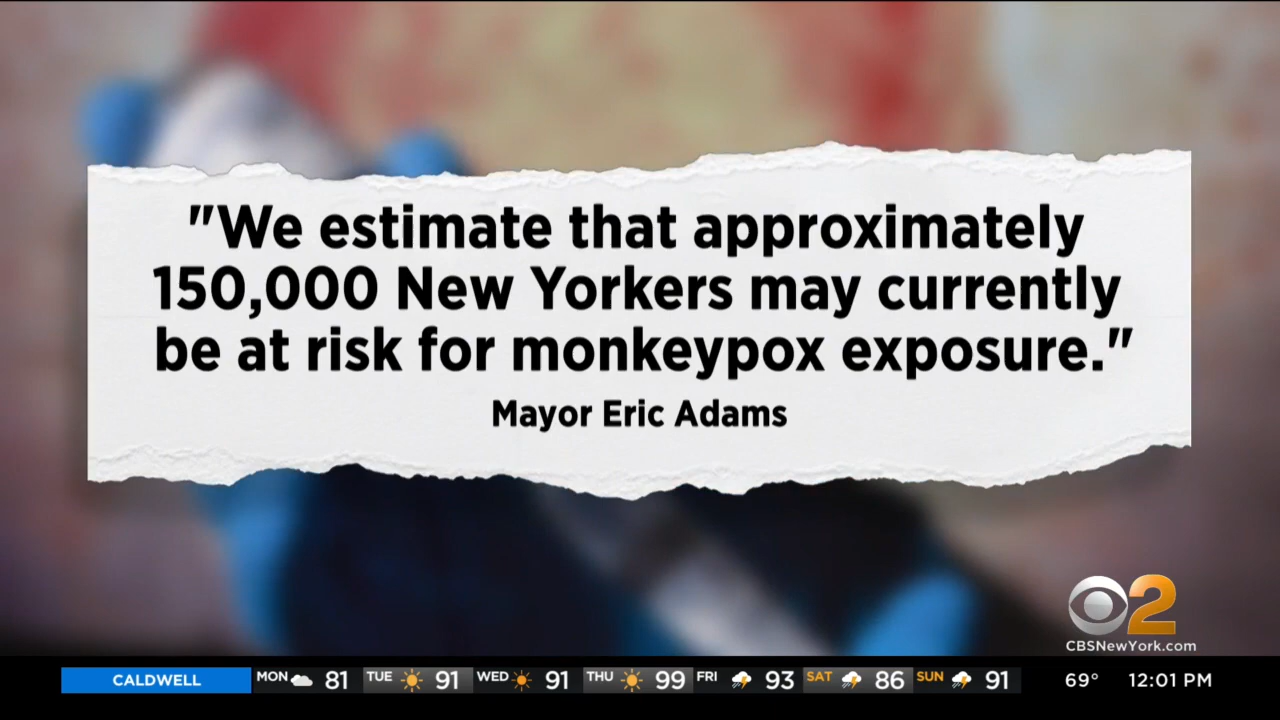 "We estimate that approximately
150,000 New Yorkers may currently
be at risk for monkeypox exposure."
Mayor Eric Adams
2
CBSNewYork.com
CALDWELL MON 81 TUE 91 WED 91 THU 99 FRI 93 SAT 86 SUN 91 69° 12:01 PM